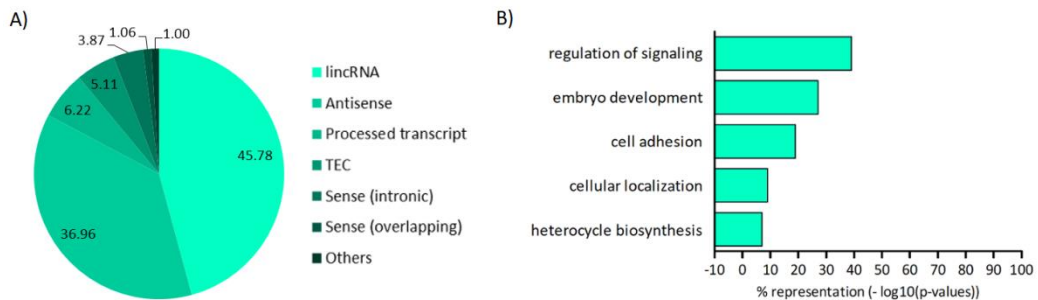 A)
1.00
1.06
3.87
5.11
6.22
36.96
45.78
lincRNA
Antisense
Processed transcript
TEC
Sense (intronic)
Sense (overlapping)
Others
B)
regulation of signaling
embryo development
cell adhesion
cellular localization
heterocycle biosynthesis
-10 0 10 20 30 40 50 60 70 80 90 100
% representation (- log10(p-values))